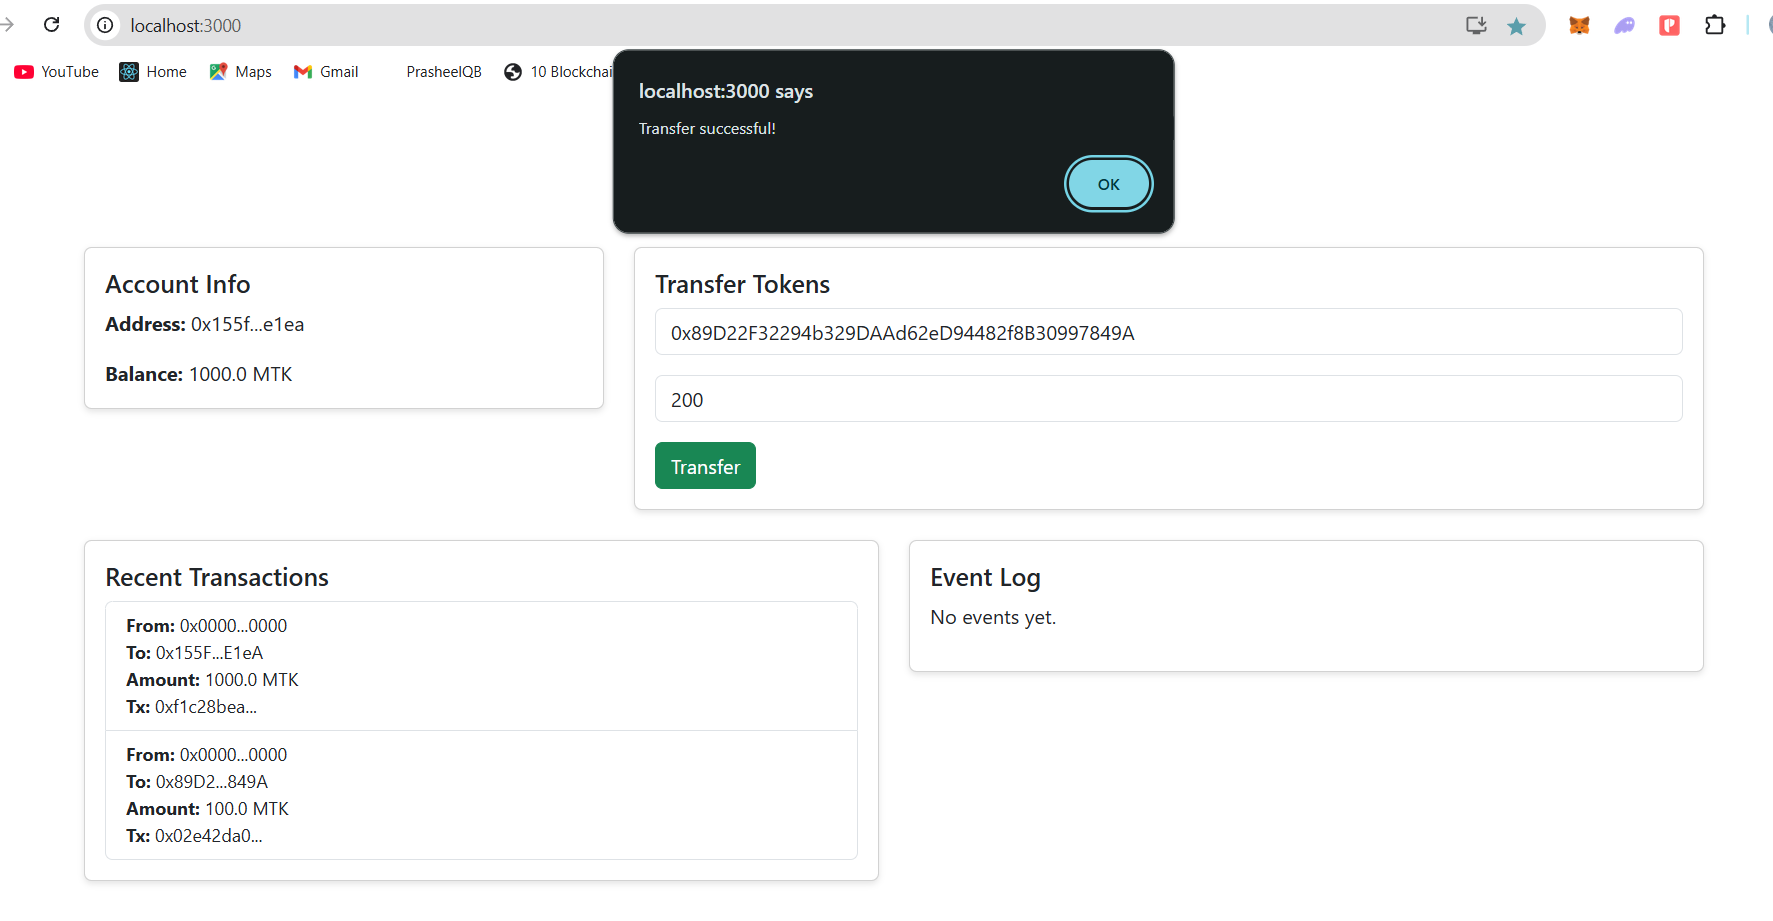 localhost:3000
YouTube
Home
Maps
Gmail
PrasheelQB
10 Blockchai
localhost:3000 says
Transfer successful!
OK
Account Info
Address: 0x155f...e1ea
Balance: 1000.0 MTK
Transfer Tokens
0x89D22F32294b329DAAd62eD94482f8B30997849A
200
Transfer
Recent Transactions
From: 0x0000...0000
To: 0x155F...E1eA
Amount: 1000.0 MTK
Tx: 0xf1c28bea...
From: 0x0000...0000
To: 0x89D2...849A
Amount: 100.0 MTK
Tx: 0x02e42da0...
Event Log
No events yet.